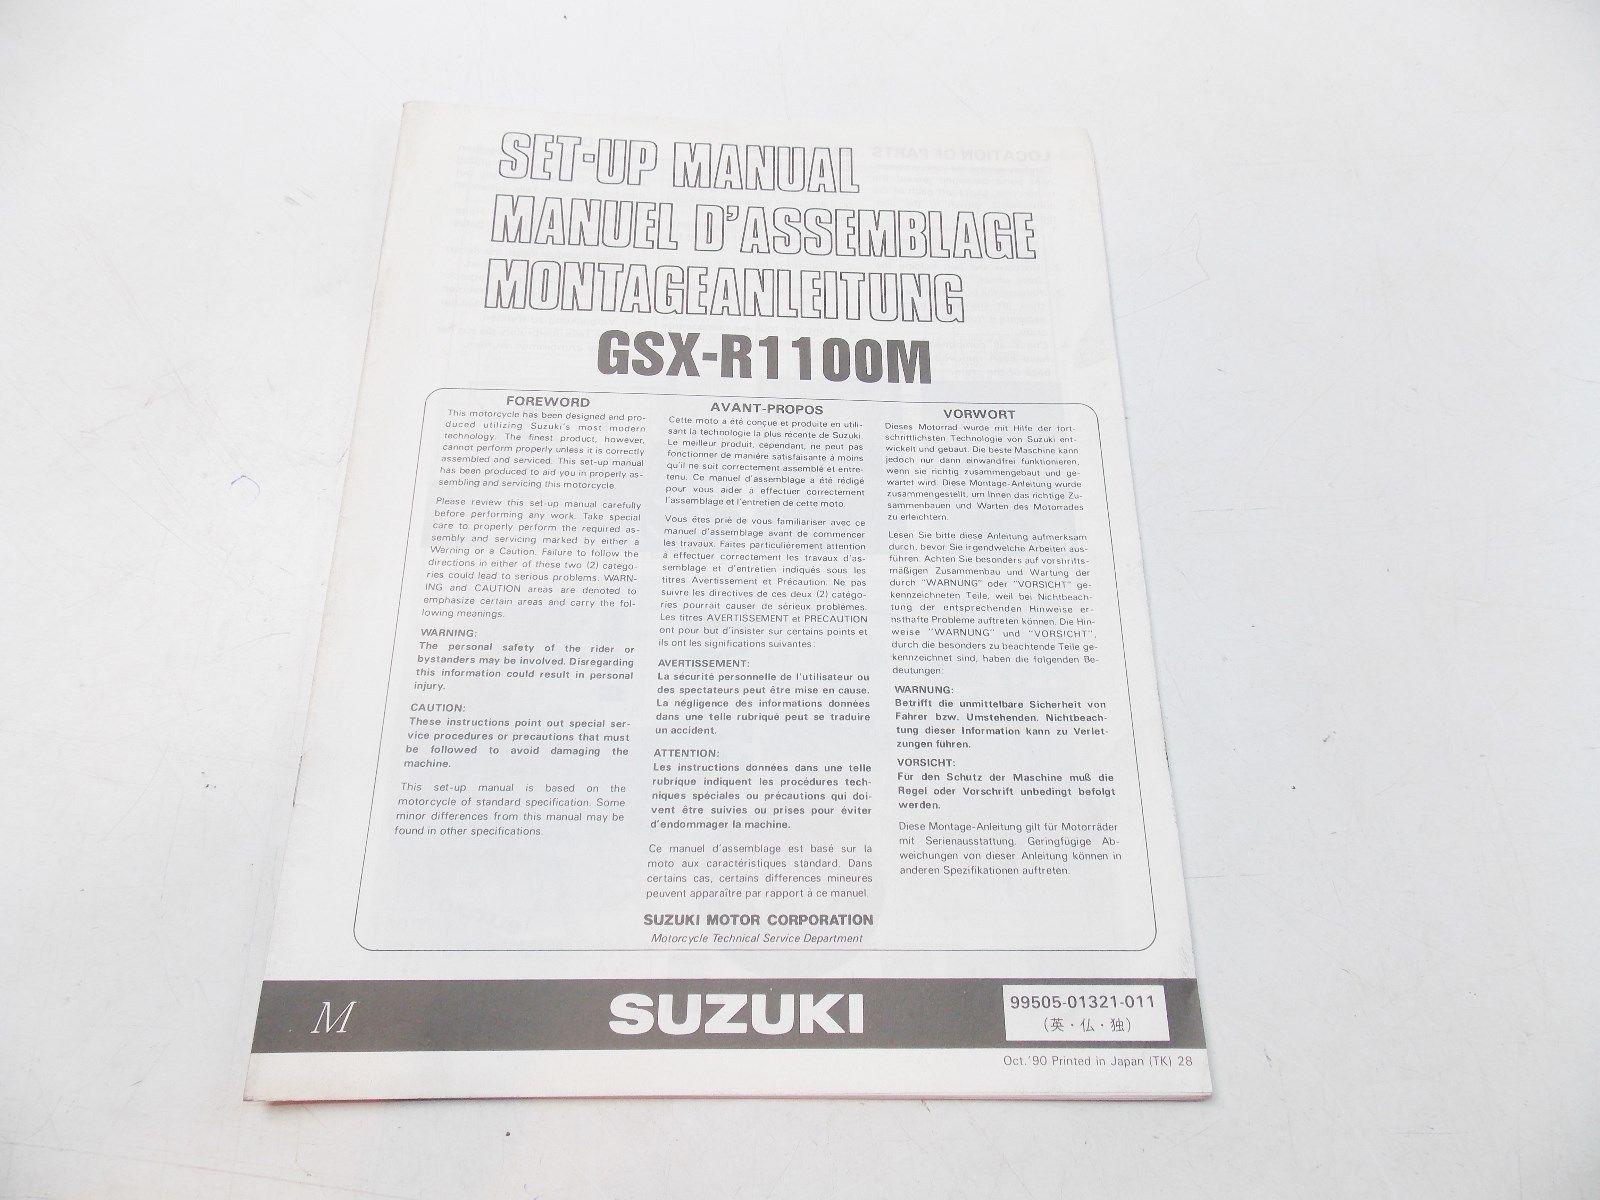 SET-UP MANUAL
MANUEL D'ASSEMBLAGE
MONTAGEANLEITUNG
GSX-R1100M
FOREWORD
This motorcycle has been designed and pro-
duced utilizing Suzuki's most modern
technology. The finest product, however,
cannot perform properly unless it is correctly
assembled and serviced. This set-up manual
has been produced to aid you in properly as-
sembling and servicing this motorcycle.
Please review this set-up manual carefully
before performing any work. Take special
care to properly perform the required as-
sembly and servicing marked by either a
Warning or a Caution. Failure to follow the
directions in either of these two (2) catego-
ries could lead to serious problems. WARN-
ING and CAUTION areas are denoted to
emphasize certain areas and carry the fol-
lowing meanings.
WARNING:
The personal safety of the rider or
bystanders may be involved. Disregarding
this information could result in personal
injury.
CAUTION:
These instructions point out special ser-
vice procedures or precautions that must
be followed to avoid damaging the
machine.
This set-up manual is based on the
motorcycle of standard specification. Some
minor differences from this manual may be
found in other specifications.
AVANT-PROPOS
Cette moto a été conçue et produite en utili-
sant la technologie la plus récente de Suzuki.
Le meilleur produit, cependant, ne peut pas
fonctionner de manière satisfaisante à moins
qu'il ne soit correctement assemblé et entre-
tenu. Ce manuel d'assemblage a été rédigé
pour vous aider à effectuer correctement
l'assemblage et l'entretien de cette moto.
Vous êtes prié de vous familiariser avec ce
manuel d'assemblage avant de commencer
les travaux. Faites particulièrement attention
à effectuer correctement les travaux d'as-
semblage et d'entretien indiqués sous les
titres Avertissement et Précaution. Ne pas
suivre les directives de ces deux (2) catégo-
ries pourrait causer de sérieux problèmes.
Les titres AVERTISSEMENT et PRECAUTION
ont pour but d'insister sur certains points et
ils ont les significations suivantes.
AVERTISSEMENT:
La sécurité personnelle de l'utilisateur ou
des spectateurs peut être mise en cause.
La négligence des informations données
dans une telle rubrique peut se traduire
un accident.
ATTENTION:
Les instructions données dans une telle
rubrique indiquent les procédures tech-
niques spéciales ou précautions qui doi-
vent être suivies ou prises pour éviter
d'endommager la machine.
Ce manuel d'assemblage est basé sur la
moto aux caractéristiques standard. Dans
certains cas, certains differences mineures
peuvent apparaître par rapport à ce manuel.
VORWORT
Dieses Motorrad wurde mit Hilfe der fort-
schrittlichsten Technologie von Suzuki ent-
wickelt und gebaut. Die beste Maschine kann
jedoch nur dann einwandfrei funktionieren,
wenn sie richtig zusammengebaut und ge-
wartet wird. Diese Montage-Anleitung wurde
zusammengestellt, um Ihnen das richtige Zu-
sammenbauen und Warten des Motorrades
zu erleichtern.
Lesen Sie bitte diese Anleitung aufmerksam
durch, bevor Sie irgendwelche Arbeiten aus-
führen. Achten Sie besonders auf vorschrifts-
mäßigen Zusammenbau und Wartung der
durch "WARNUNG" oder "VORSICHT" ge-
kennzeichneten Teile, weil bei Nichtbeach-
tung der entsprechenden Hinweise er-
nsthafte Probleme auftreten können. Die Hin-
weise "WARNUNG" und "VORSICHT",
durch die besonders zu beachtende Teile ge-
kennzeichnet sind, haben die folgenden Be-
deutungen:
WARNUNG:
Betrifft die unmittelbare Sicherheit von
Fahrer bzw. Umstehenden. Nichtbeach-
tung dieser Information kann zu Verlet-
zungen führen.
VORSICHT:
Für den Schutz der Maschine muß die
Regel oder Vorschrift unbedingt befolgt
werden.
Diese Montage-Anleitung gilt für Motorräder
mit Serienausstattung. Geringfügige Ab-
weichungen von dieser Anleitung können in
anderen Spezifikationen auftreten.
SUZUKI MOTOR CORPORATION
Motorcycle Technical Service Department
M
SUZUKI
99505-01321-011
(英・仏・独)
Oct.'90 Printed in Japan (TK) 28